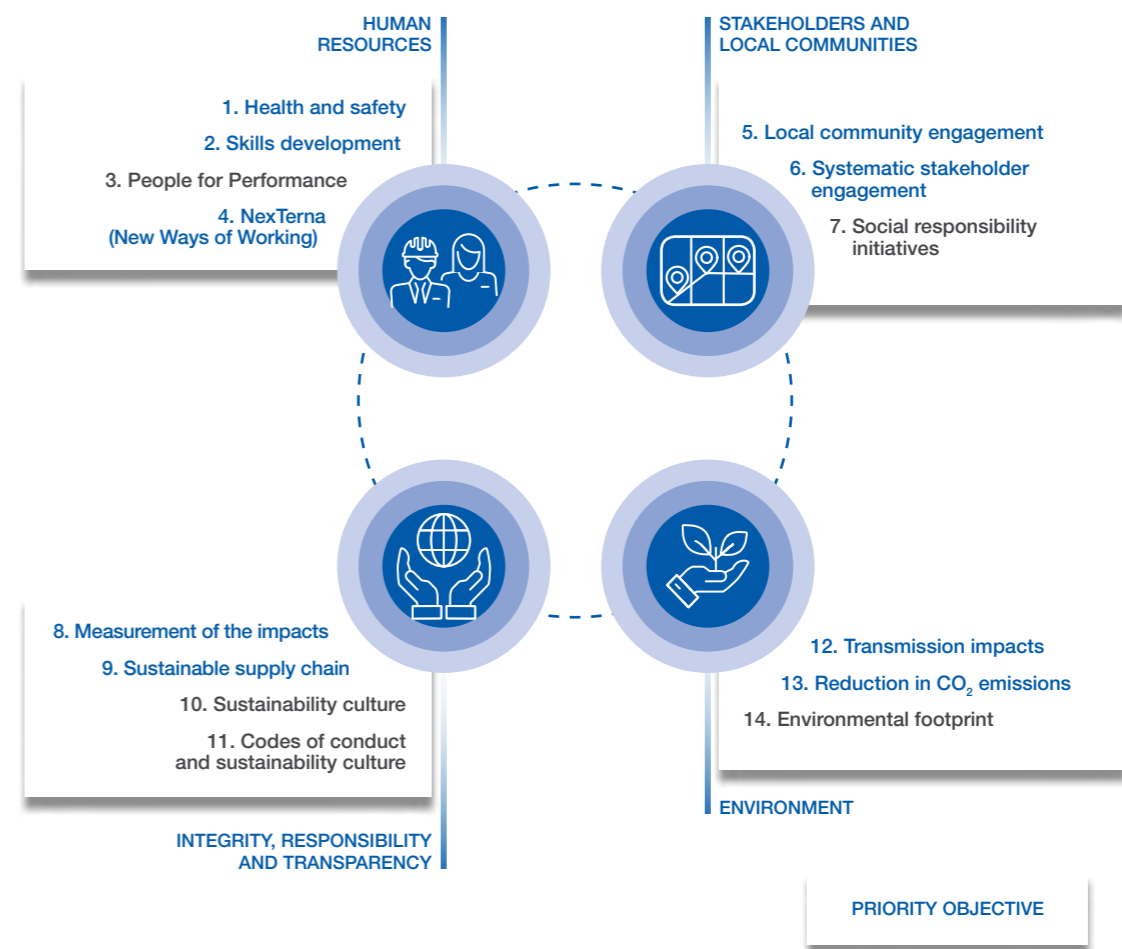 HUMAN
RESOURCES
1. Health and safety
2. Skills development
3. People for Performance
4. NexTerna
(New Ways of Working)
STAKEHOLDERS AND
LOCAL COMMUNITIES
5. Local community engagement
6. Systematic stakeholder
engagement
7. Social responsibility
initiatives
8. Measurement of the impacts
9. Sustainable supply chain
10. Sustainability culture
11. Codes of conduct
and sustainability culture
INTEGRITY, RESPONSIBILITY
AND TRANSPARENCY
12. Transmission impacts
13. Reduction in CO₂ emissions
14. Environmental footprint
ENVIRONMENT
PRIORITY OBJECTIVE